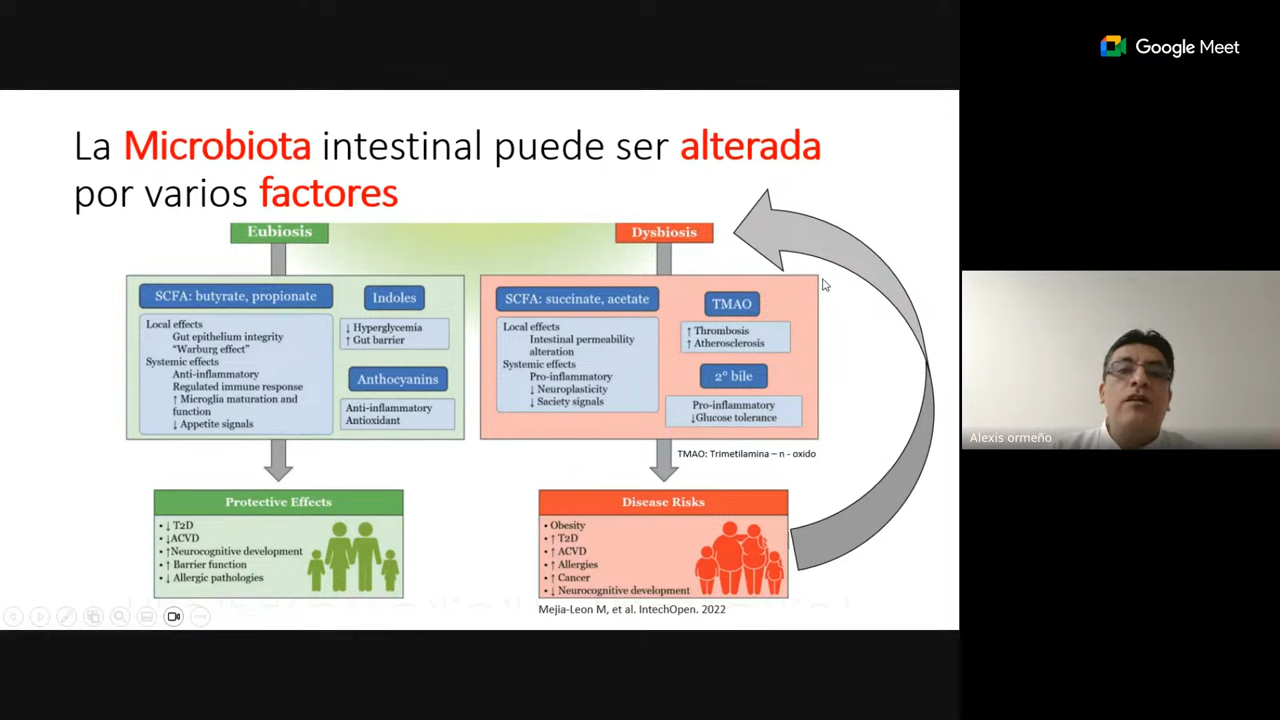 Google Meet
La Microbiota intestinal puede ser alterada
por varios factores
Eubiosis
SCFA: butyrate, propionate
Local effects
Gut epithelium integrity
"Warburg effect"
Systemic effects
Anti-inflammatory
Regulated immune response
↑ Microglia maturation and
function
↓ Appetite signals
Indoles
↓ Hyperglycemia
↑ Gut barrier
Anthocyanins
Anti-inflammatory
Antioxidant
Protective Effects
• ↓ T2D
• ↓ACVD
• ↑Neurocognitive development
• ↑ Barrier function
• ↓ Allergic pathologies
Dysbiosis
SCFA: succinate, acetate
Local effects
Intestinal permeability
alteration
Systemic effects
Pro-inflammatory
↓ Neuroplasticity
↓ Saciety signals
TMAO
↑ Thrombosis
↑ Atherosclerosis
2° bile
Pro-inflammatory
↓Glucose tolerance
TMAO: Trimetilamina – n - oxido
Disease Risks
• Obesity
• ↑ T2D
• ↑ ACVD
• ↑ Allergies
• ↑ Cancer
• ↓ Neurocognitive development
Mejia-Leon M, et al. IntechOpen. 2022
Alexis ormeño